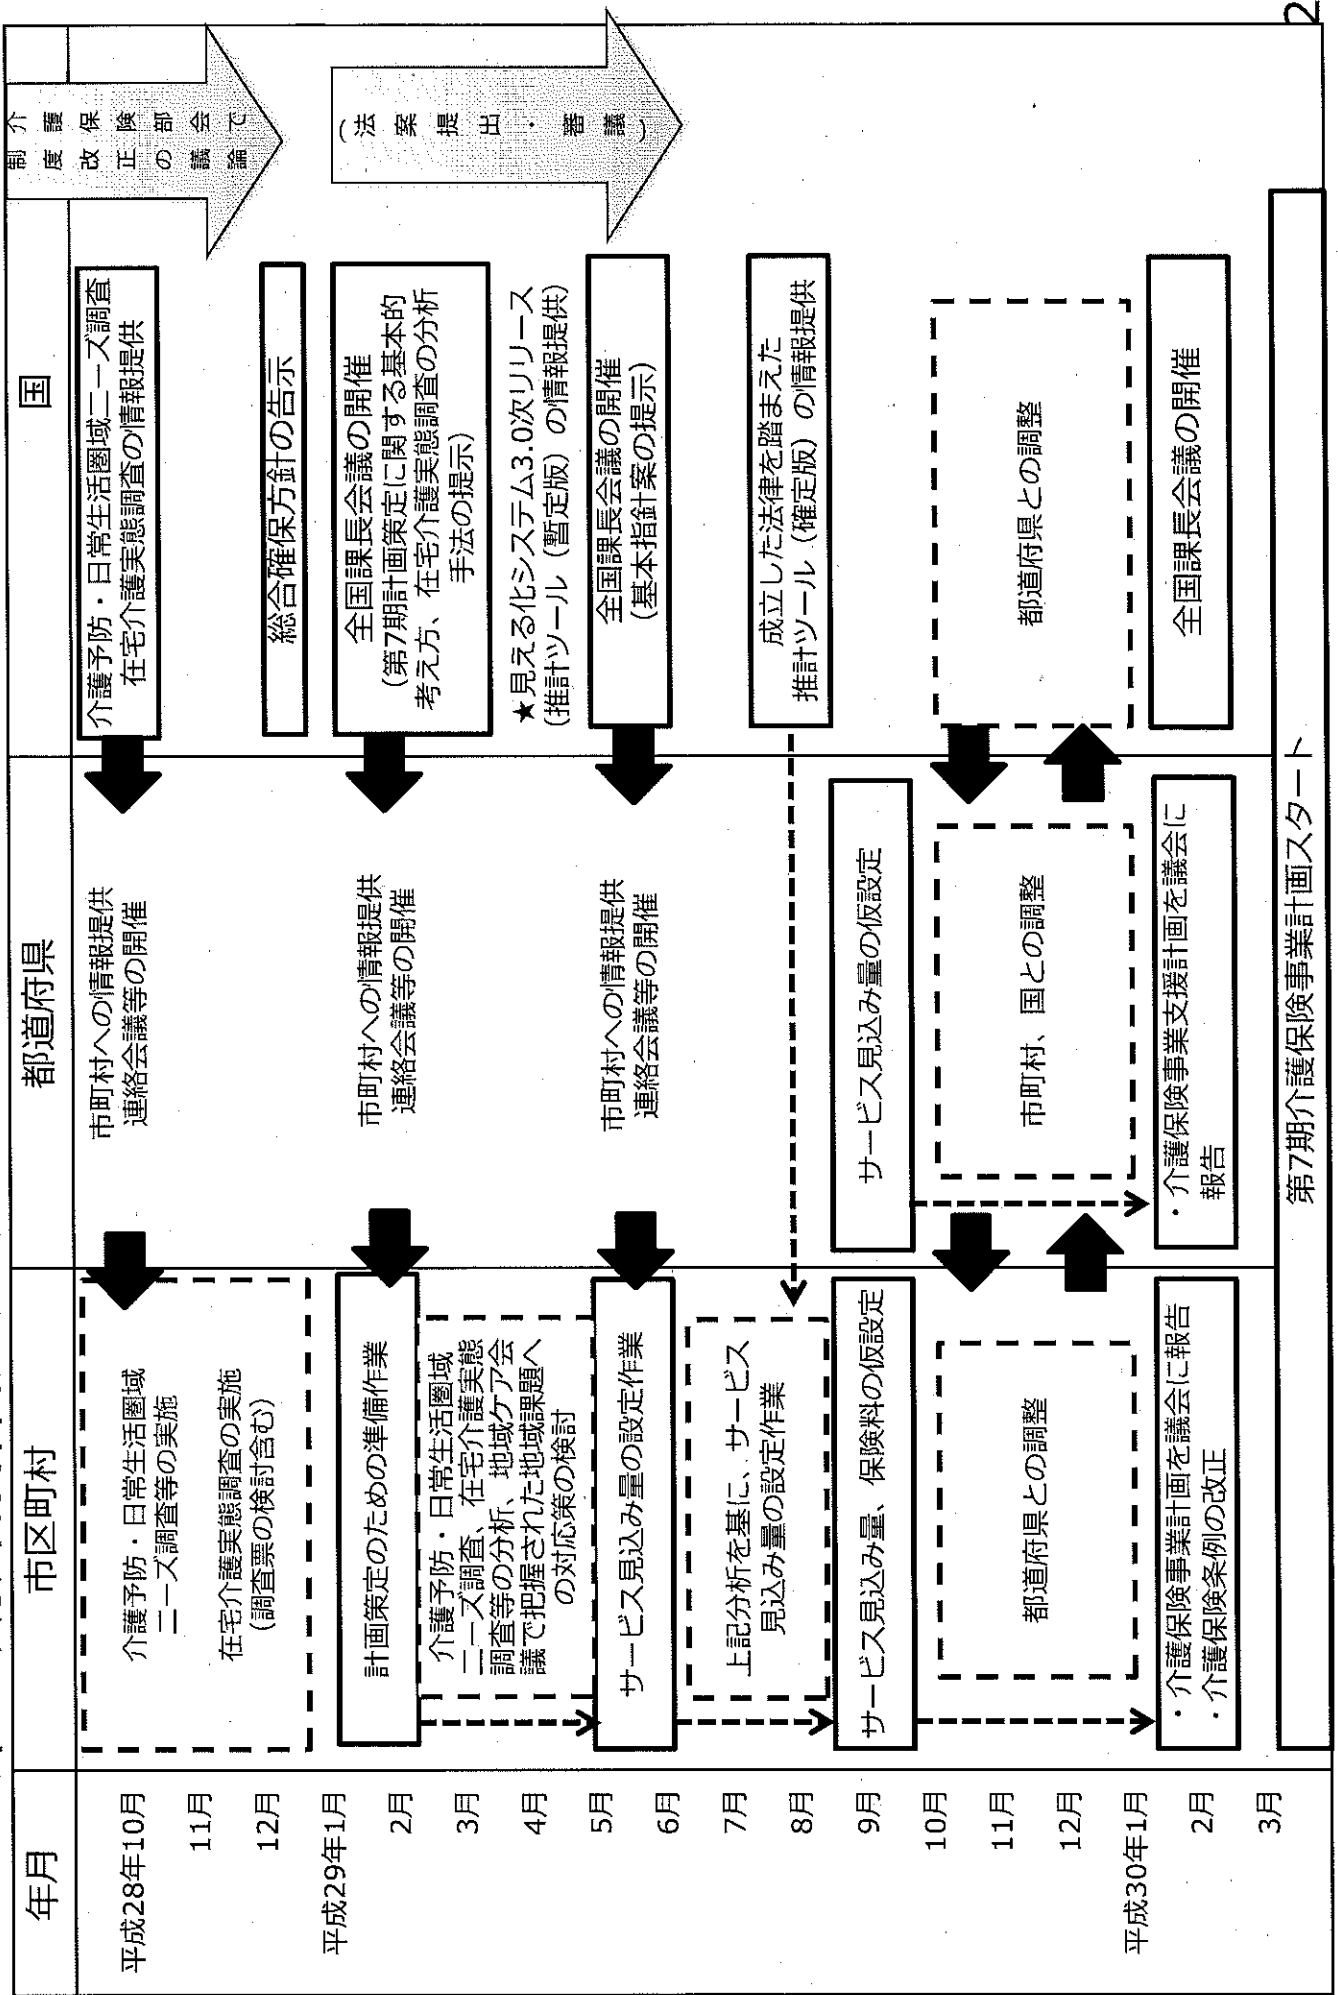 年月
市区町村
都道府県
国
平成28年10月
11月
12月
平成29年1月
2月
3月
4月
5月
6月
7月
8月
9月
10月
11月
12月
平成30年1月
2月
3月
介護予防・日常生活圏域
ニーズ調査等の実施
在宅介護実態調査の実施
(調査票の検討含む)
計画策定のための準備作業
介護予防・日常生活圏域
ニーズ調査、在宅介護実態
調査等の分析、地域ケア会
議で把握された地域課題へ
の対応策の検討
サービス見込み量の設定作業
上記分析を基に、サービス
見込み量の設定作業
サービス見込み量、保険料の仮設定
都道府県との調整
・介護保険事業計画を議会に報告
・介護保険条例の改正
市町村への情報提供
連絡会議等の開催
市町村への情報提供
連絡会議等の開催
市町村への情報提供
連絡会議等の開催
サービス見込み量の仮設定
市町村、国との調整
・介護保険事業支援計画を議会に
報告
介護予防・日常生活圏域ニーズ調査
在宅介護実態調査の情報提供
総合確保方針の告示
全国課長会議の開催
(第7期計画策定に関する基本的
考え方、在宅介護実態調査の分析
手法の提示)
★見える化システム3.0次リリース
(推計ツール（暫定版）の情報提供)
全国課長会議の開催
(基本指針案の提示)
成立した法律を踏まえた
推計ツール（確定版）の情報提供
都道府県との調整
全国課長会議の開催
介護保険部会で
制度改正の議論
(法案提出・審議)
第7期介護保険事業計画スタート
2